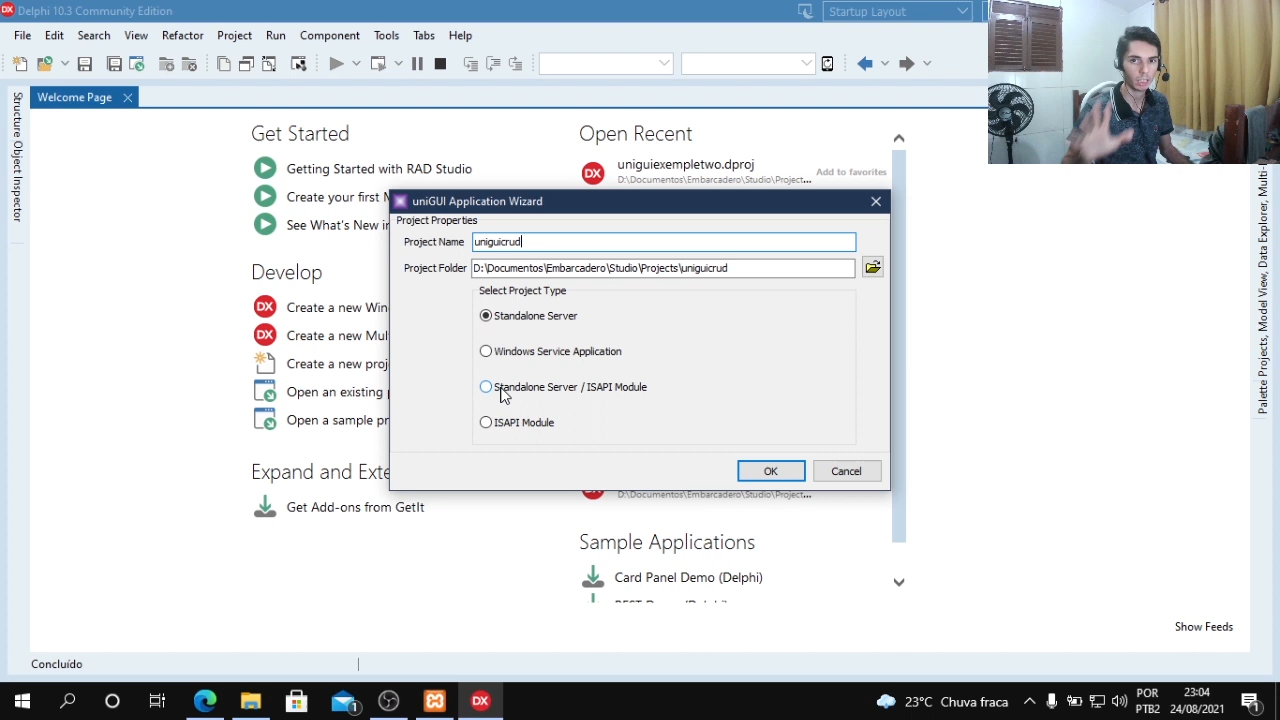 DX Delphi 10.3 Community Edition
Startup Layout
File Edit Search View Refactor Project Run Component Tools Tabs Help
Structure Object Inspector
Welcome Page
Get Started
Getting Started with RAD Studio
Create your first
See What's New in
Develop
DX Create a new Win
DX Create a new Mul
Create a new proj
Open an existing
Open a sample pr
Expand and Exte
Get Add-ons from GetIt
Open Recent
DX uniguiexempletwo.dproj
D:\Documentos\Embarcadero\Studio\Project...
Add to favorites
uniGUI Application Wizard
Project Properties
Project Name uniguicrud
Project Folder D:\Documentos\Embarcadero\Studio\Projects\uniguicrud
Select Project Type
Standalone Server
Windows Service Application
Standalone Server / ISAPI Module
ISAPI Module
OK Cancel
D:\Documentos\Embarcadero\Studio\Project...
Sample Applications
Card Panel Demo (Delphi)
Show Feeds
Palette Projects, Model View, Data Explorer, Multi-
Concluído
1
DX
23°C Chuva fraca
POR
PTB2
23:04
24/08/2021
1